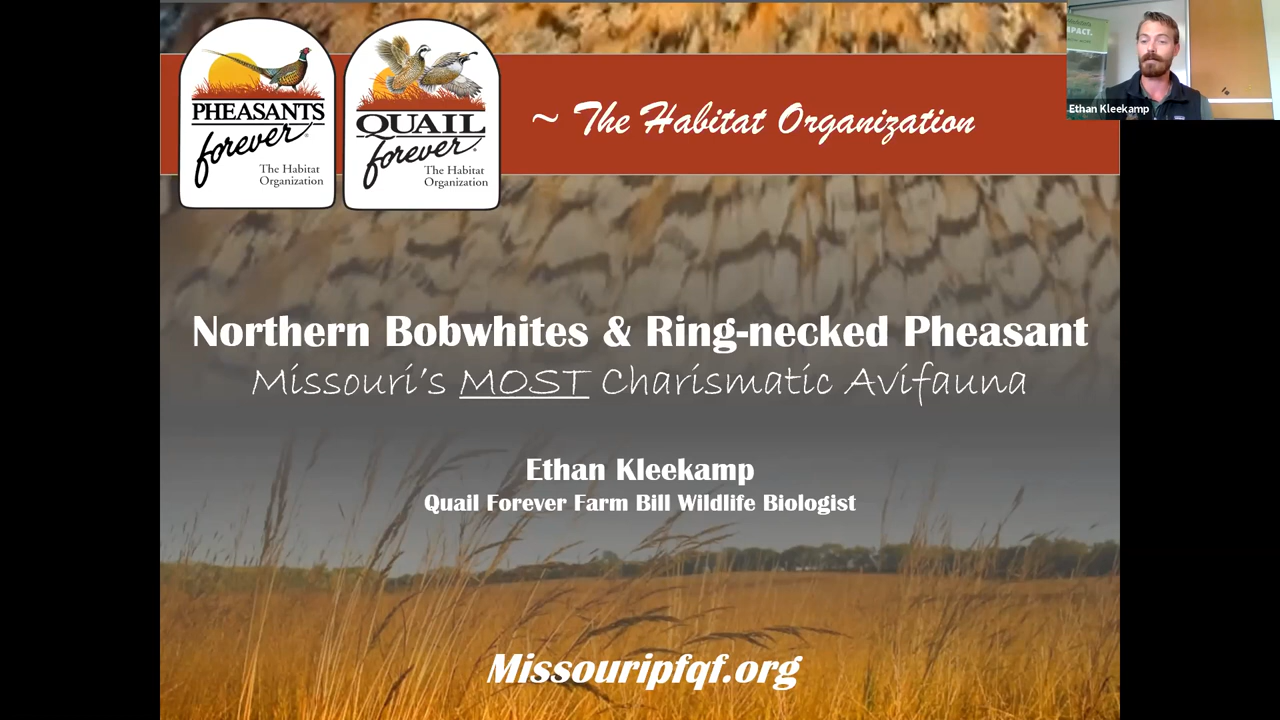 PHEASANTS
forever
The Habitat
Organization
QUAIL
forever
The Habitat
Organization
~ The Habitat Organization
IMPACT.
Ethan Kleekamp
Northern Bobwhites & Ring-necked Pheasant
Missouri's MOST Charismatic Avifauna
Ethan Kleekamp
Quail Forever Farm Bill Wildlife Biologist
Missouripfqf.org